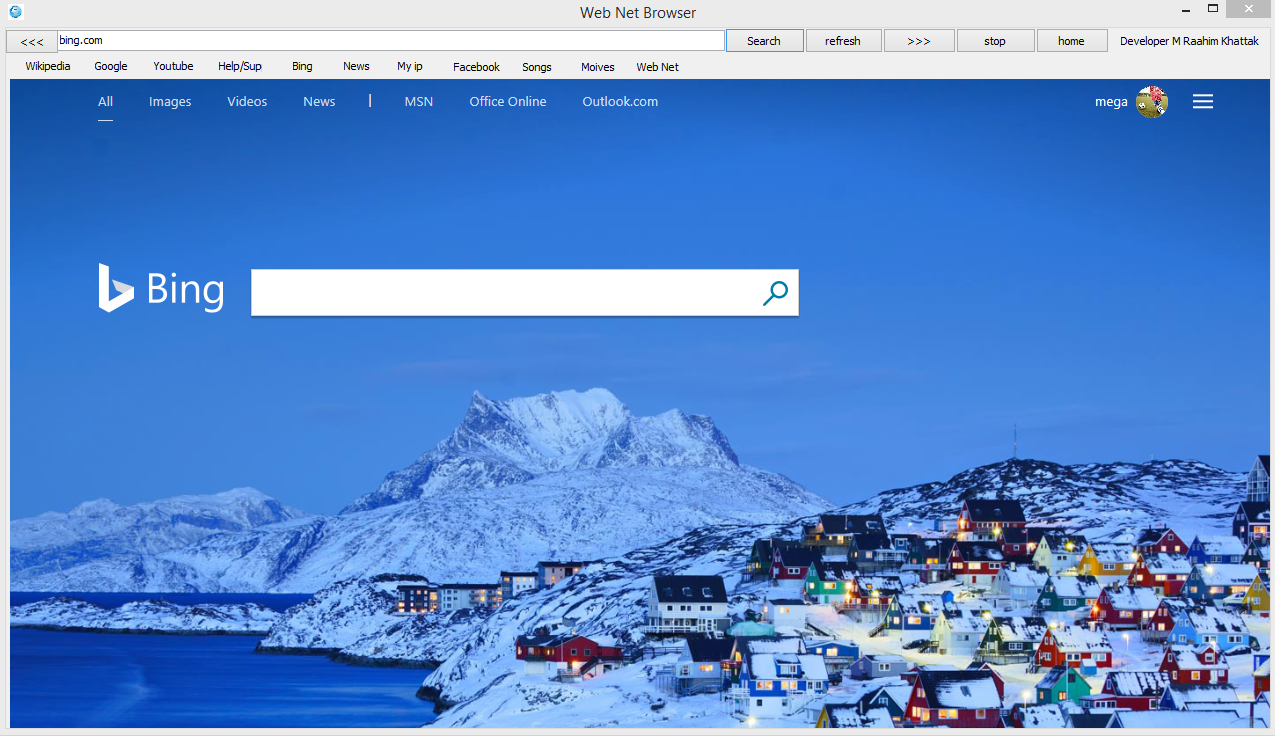 Web Net Browser
<<< bing.com Search refresh >>> stop home Developer M Raahim Khattak
Wikipedia Google Youtube Help/Sup Bing News My ip Facebook Songs Moives Web Net
All Images Videos News | MSN Office Online Outlook.com mega
Bing